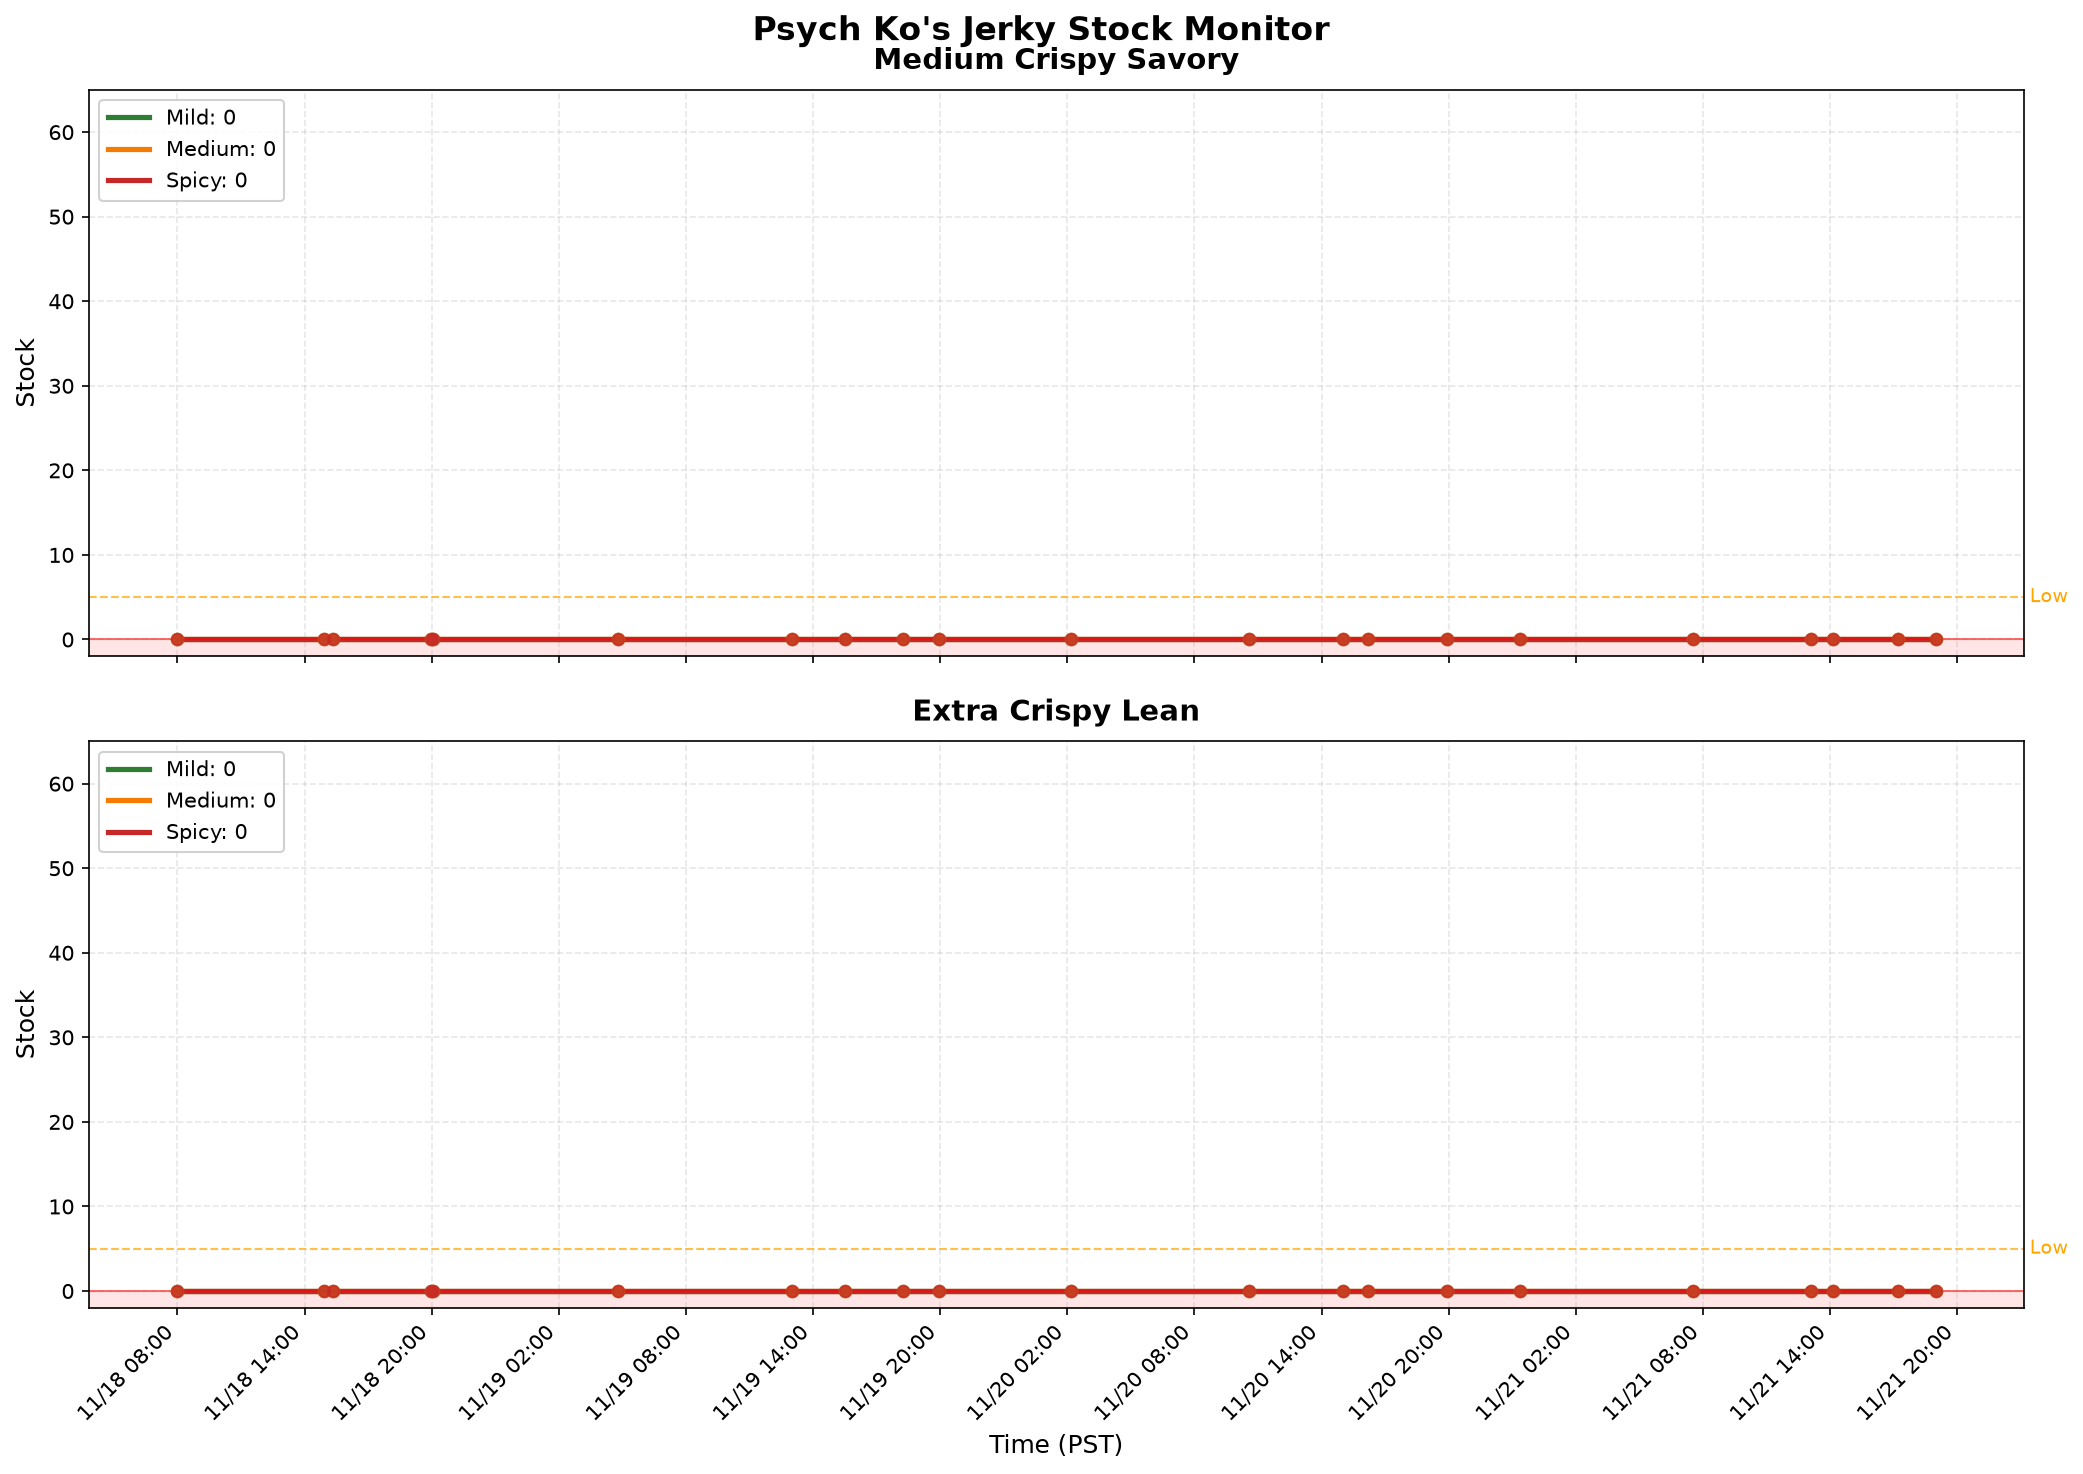 Psych Ko's Jerky Stock Monitor
Medium Crispy Savory
Mild: 0
Medium: 0
Spicy: 0
60
50
40
30
20
10
0
Stock
Low
Extra Crispy Lean
Mild: 0
Medium: 0
Spicy: 0
60
50
40
30
20
10
0
Stock
Low
11/18 08:00
11/18 14:00
11/18 20:00
11/19 02:00
11/19 08:00
11/19 14:00
11/19 20:00
11/20 02:00
11/20 08:00
11/20 14:00
11/20 20:00
11/21 02:00
11/21 08:00
11/21 14:00
11/21 20:00
Time (PST)